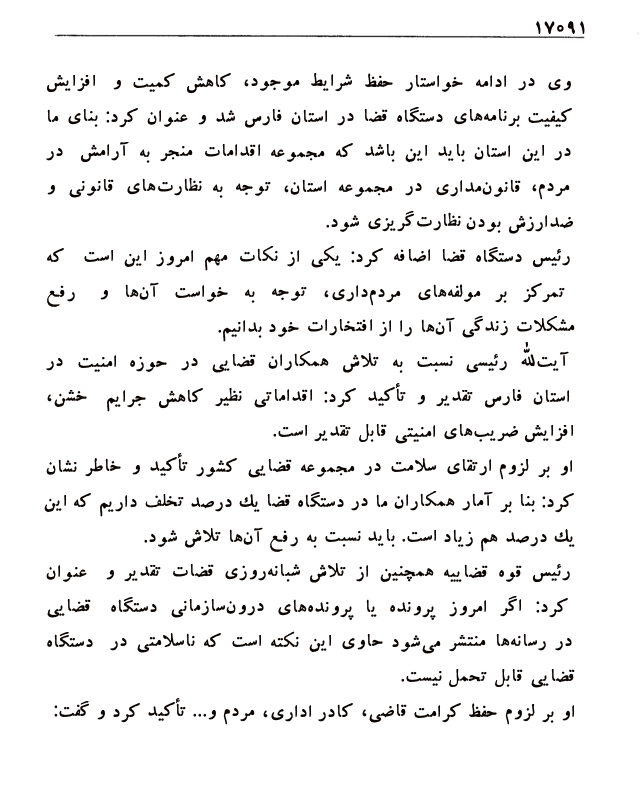 ۱۷۰۹۱
وی در ادامه خواستار حفظ شرایط موجود، کاهش کمیت و افزایش
کیفیت برنامه‌های دستگاه قضا در استان فارس شد و عنوان کرد: بنای ما
در این استان باید این باشد که مجموعه اقدامات منجر به آرامش در
مردم، قانون‌مداری در مجموعه استان، توجه به نظارت‌های قانونی و
ضدارزش بودن نظارت‌گریزی شود.
رئیس دستگاه قضا اضافه کرد: یکی از نکات مهم امروز این است که
تمرکز بر مولفه‌های مردم‌داری، توجه به خواست آن‌ها و رفع
مشکلات زندگی آن‌ها را از افتخارات خود بدانیم.
آیت‌الله رئیسی نسبت به تلاش همکاران قضایی در حوزه امنیت در
استان فارس تقدیر و تأکید کرد: اقداماتی نظیر کاهش جرایم خشن،
افزایش ضریب‌های امنیتی قابل تقدیر است.
او بر لزوم ارتقای سلامت در مجموعه قضایی کشور تأکید و خاطر نشان
کرد: بنا بر آمار همکاران ما در دستگاه قضا یك درصد تخلف داریم که این
یك درصد هم زیاد است. باید نسبت به رفع آن‌ها تلاش شود.
رئیس قوه قضاییه همچنین از تلاش شبانه‌روزی قضات تقدیر و عنوان
کرد: اگر امروز پرونده یا پرونده‌های درون‌سازمانی دستگاه قضایی
در رسانه‌ها منتشر می‌شود حاوی این نکته است که ناسلامتی در دستگاه
قضایی قابل تحمل نیست.
او بر لزوم حفظ کرامت قاضی، کادر اداری، مردم و... تأکید کرد و گفت: